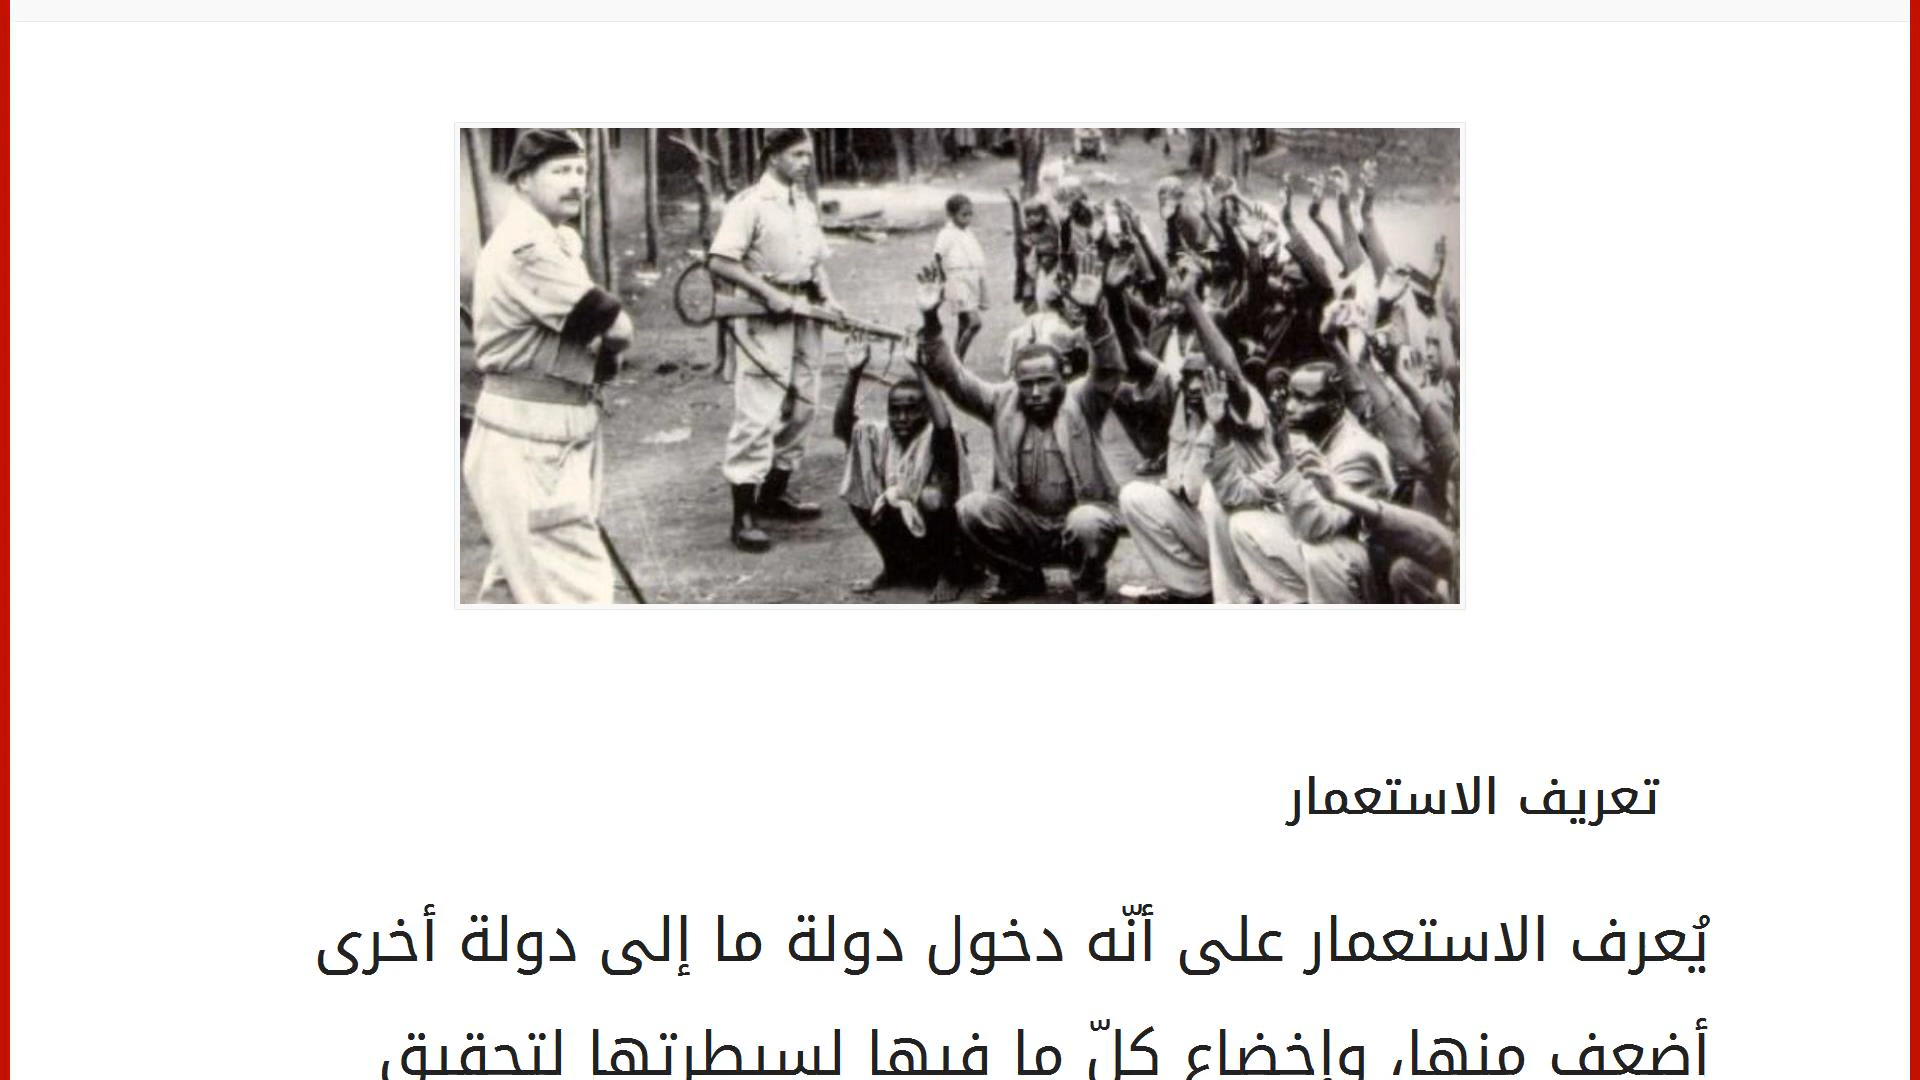 تعريف الاستعمار
يُعرف الاستعمار على أنّه دخول دولة ما إلى دولة أخرى
أضعف منها، وإخضاع كلّ ما فيها لسيطرتها لتحقيق